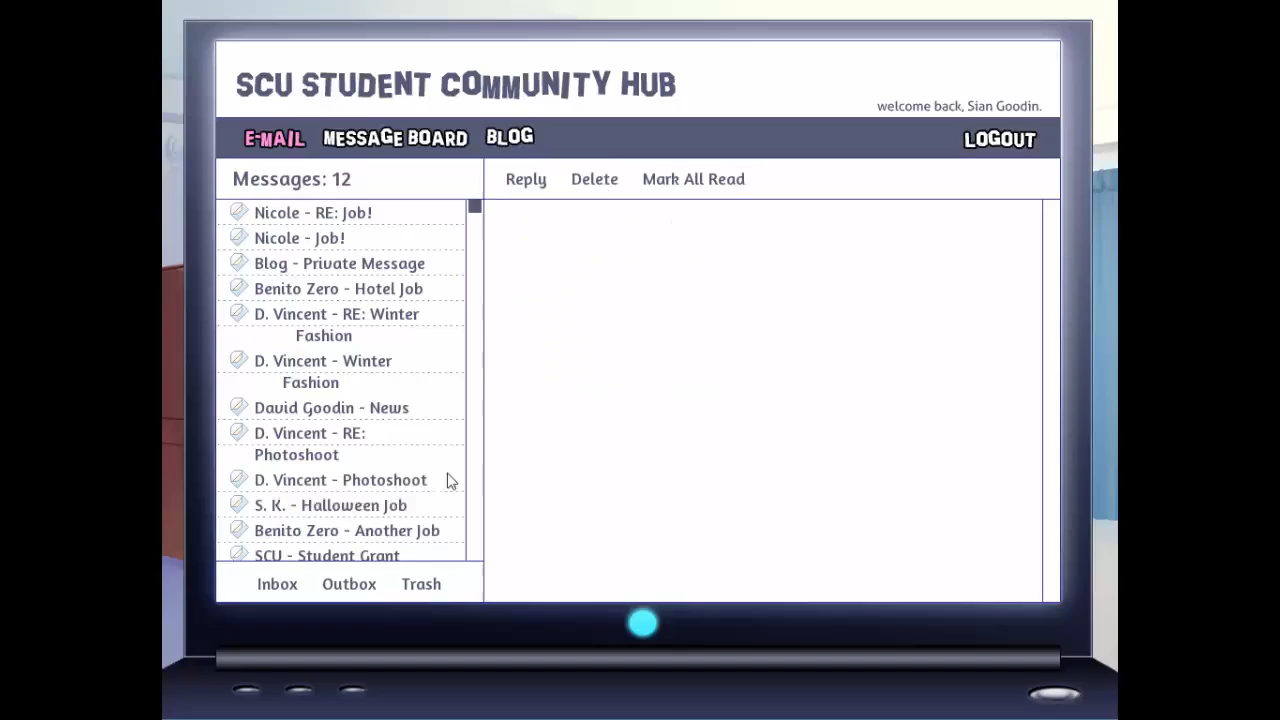 SCU STUDENT COMMUNITY HUB
welcome back, Sian Goodin.
E-MAIL MESSAGE BOARD BLOG LOGOUT
Messages: 12
Reply Delete Mark All Read
Nicole - RE: Job!
Nicole - Job!
Blog - Private Message
Benito Zero - Hotel Job
D. Vincent - RE: Winter
Fashion
D. Vincent - Winter
Fashion
David Goodin - News
D. Vincent - RE:
Photoshoot
D. Vincent - Photoshoot
S. K. - Halloween Job
Benito Zero - Another Job
SCU - Student Grant
Inbox Outbox Trash